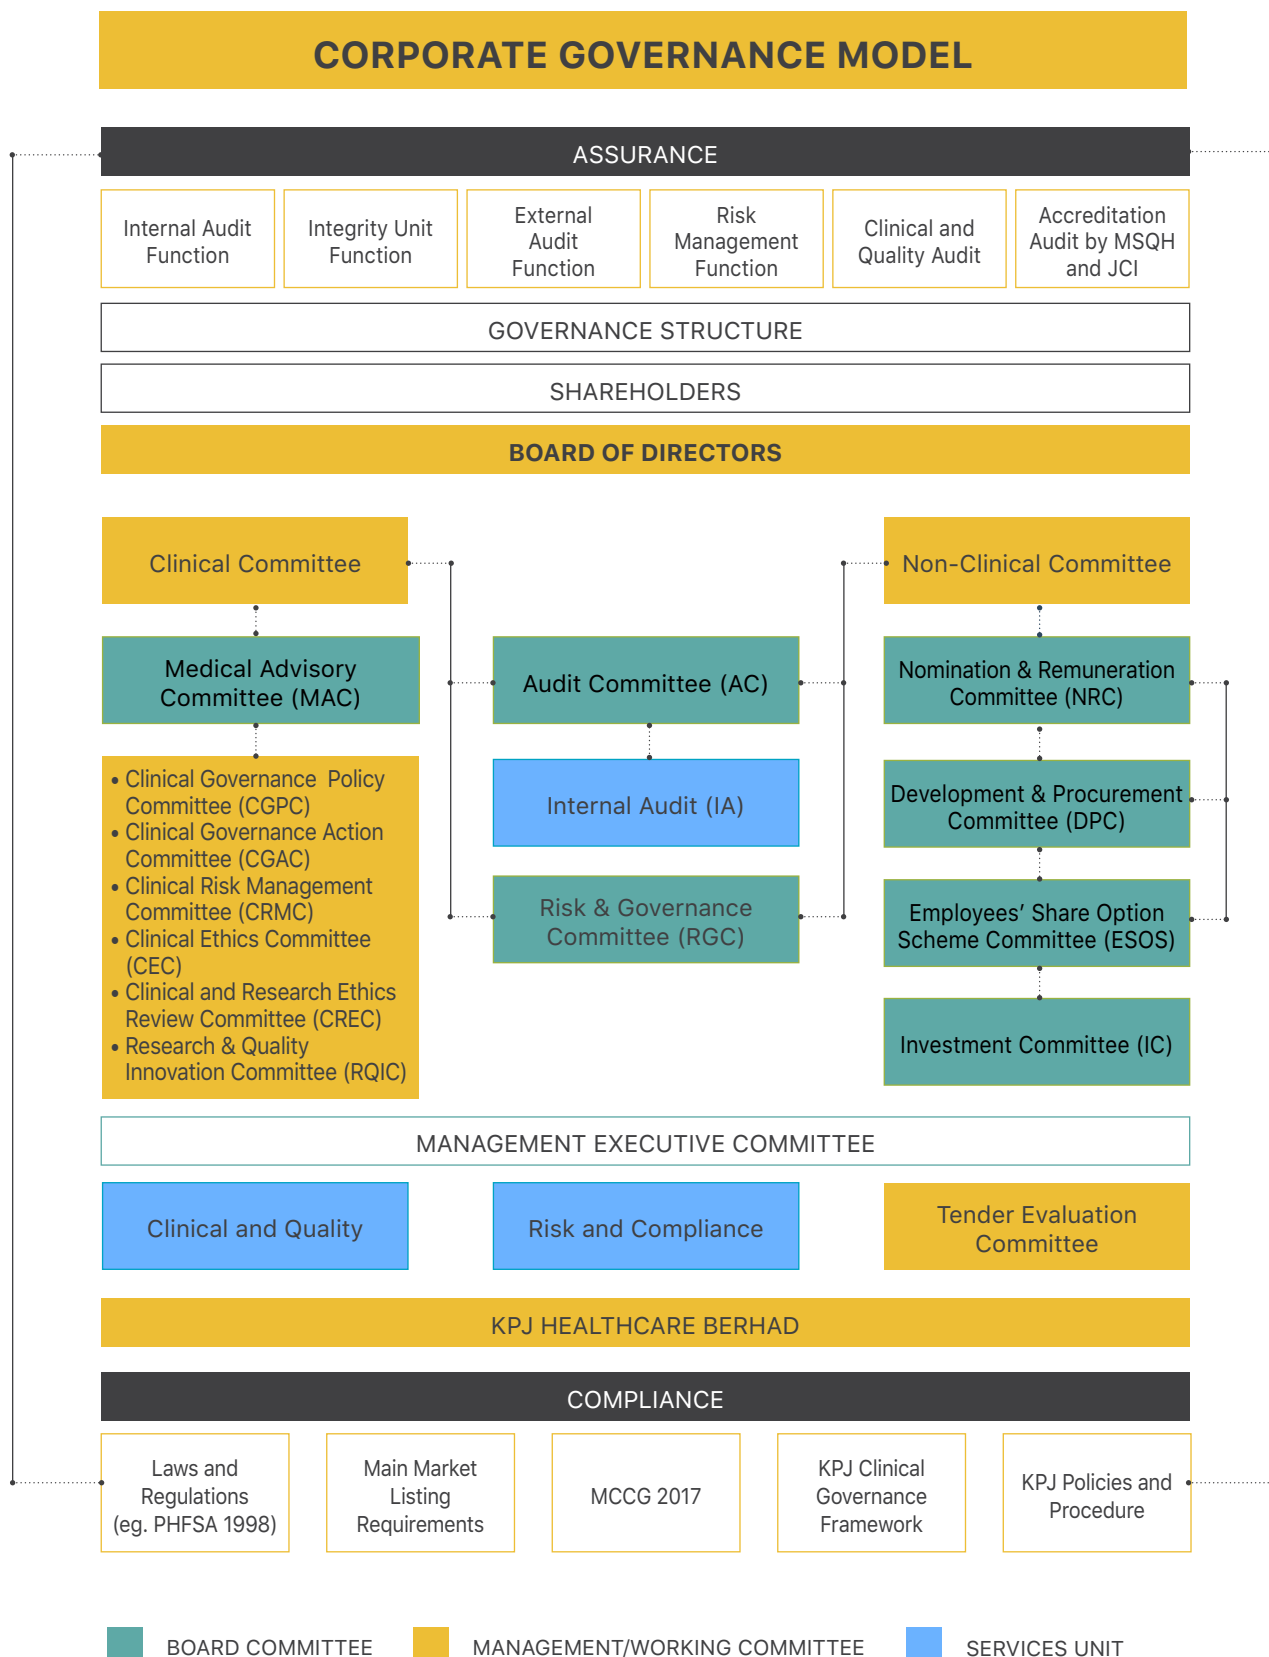 CORPORATE GOVERNANCE MODEL
ASSURANCE
Internal Audit
Function
Integrity Unit
Function
External
Audit
Function
Risk
Management
Function
Clinical and
Quality Audit
Accreditation
Audit by MSQH
and JCI
GOVERNANCE STRUCTURE
SHAREHOLDERS
BOARD OF DIRECTORS
Clinical Committee
Non-Clinical Committee
Medical Advisory
Committee (MAC)
Audit Committee (AC)
Nomination & Remuneration
Committee (NRC)
• Clinical Governance Policy
Committee (CGPC)
• Clinical Governance Action
Committee (CGAC)
• Clinical Risk Management
Committee (CRMC)
• Clinical Ethics Committee
(CEC)
• Clinical and Research Ethics
Review Committee (CREC)
• Research & Quality
Innovation Committee (RQIC)
Internal Audit (IA)
Risk & Governance
Committee (RGC)
Development & Procurement
Committee (DPC)
Employees’ Share Option
Scheme Committee (ESOS)
Investment Committee (IC)
MANAGEMENT EXECUTIVE COMMITTEE
Clinical and Quality
Risk and Compliance
Tender Evaluation
Committee
KPJ HEALTHCARE BERHAD
COMPLIANCE
Laws and
Regulations
(eg. PHFSA 1998)
Main Market
Listing
Requirements
MCCG 2017
KPJ Clinical
Governance
Framework
KPJ Policies and
Procedure
BOARD COMMITTEE
MANAGEMENT/WORKING COMMITTEE
SERVICES UNIT